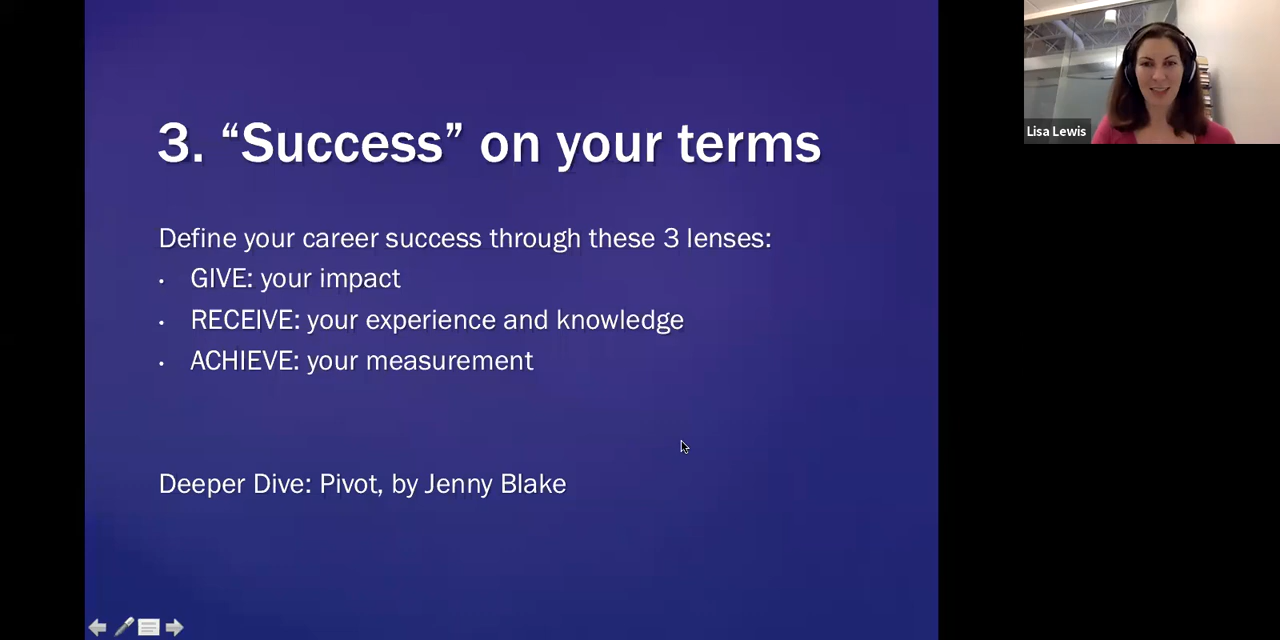 3. “Success” on your terms
Define your career success through these 3 lenses:
• GIVE: your impact
• RECEIVE: your experience and knowledge
• ACHIEVE: your measurement
Deeper Dive: Pivot, by Jenny Blake
Lisa Lewis